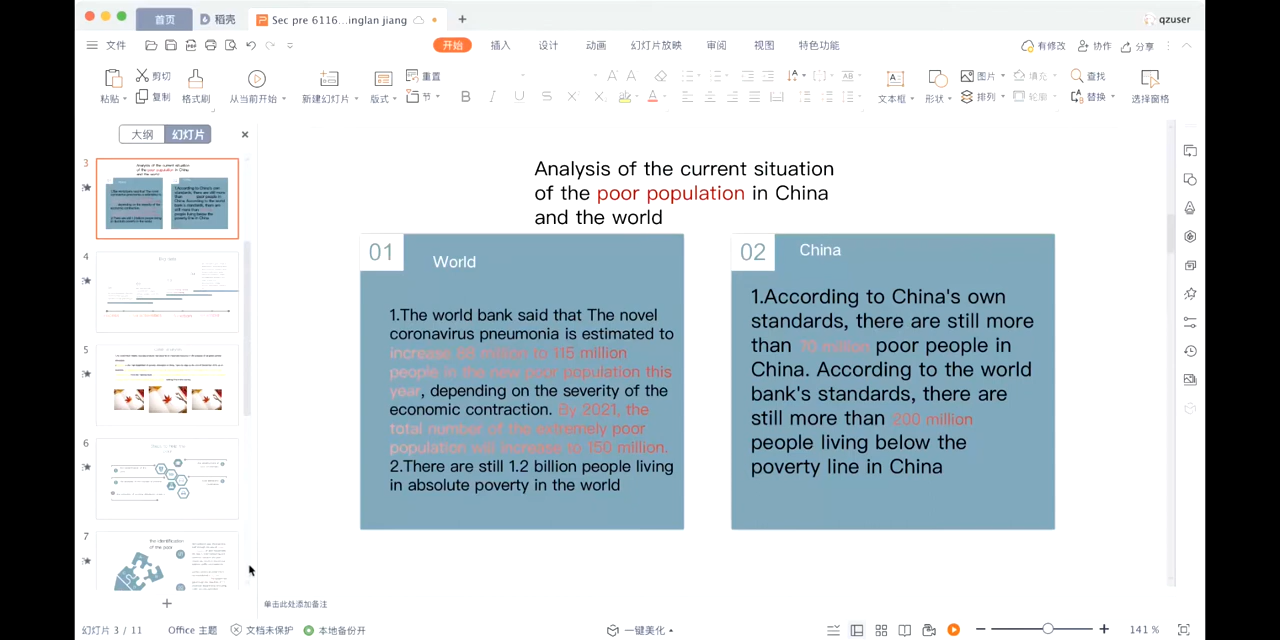 首页
稻壳
Sec pre 6116...inglan jiang
qzuser
文件
开始
插入
设计
动画
幻灯片放映
审阅
视图
特色功能
有修改
协作
分享
粘贴
剪切
复制
格式刷
从当前开始
新建幻灯片
版式
重置
节
B I U S
文本框
形状
图片
排列
填充
轮廓
查找
替换
选择窗格
大纲
幻灯片
3
4
5
6
7
Analysis of the current situation
of the poor population in China
and the world
01
World
1.The world bank said that The novel
coronavirus pneumonia is estimated to
increase 88 million to 115 million
people in the new poor population this
year, depending on the severity of the
economic contraction. By 2021, the
total number of the extremely poor
population will increase to 150 million.
2.There are still 1.2 billion people living
in absolute poverty in the world
02
China
1.According to China's own
standards, there are still more
than 70 million poor people in
China. According to the world
bank's standards, there are
still more than 200 million
people living below the
poverty line in China
单击此处添加备注
幻灯片 3 / 11
Office 主题
文档未保护
本地备份开
一键美化
141 %